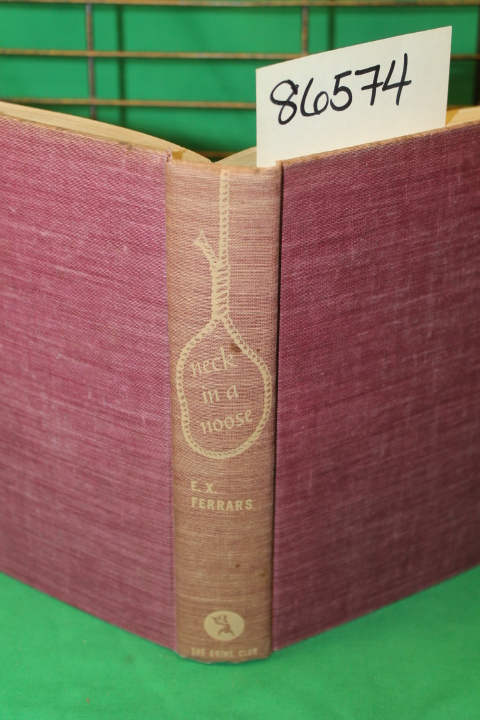 86574
neck
in a
noose
E. X.
FERRARS
THE CRIME CLUB